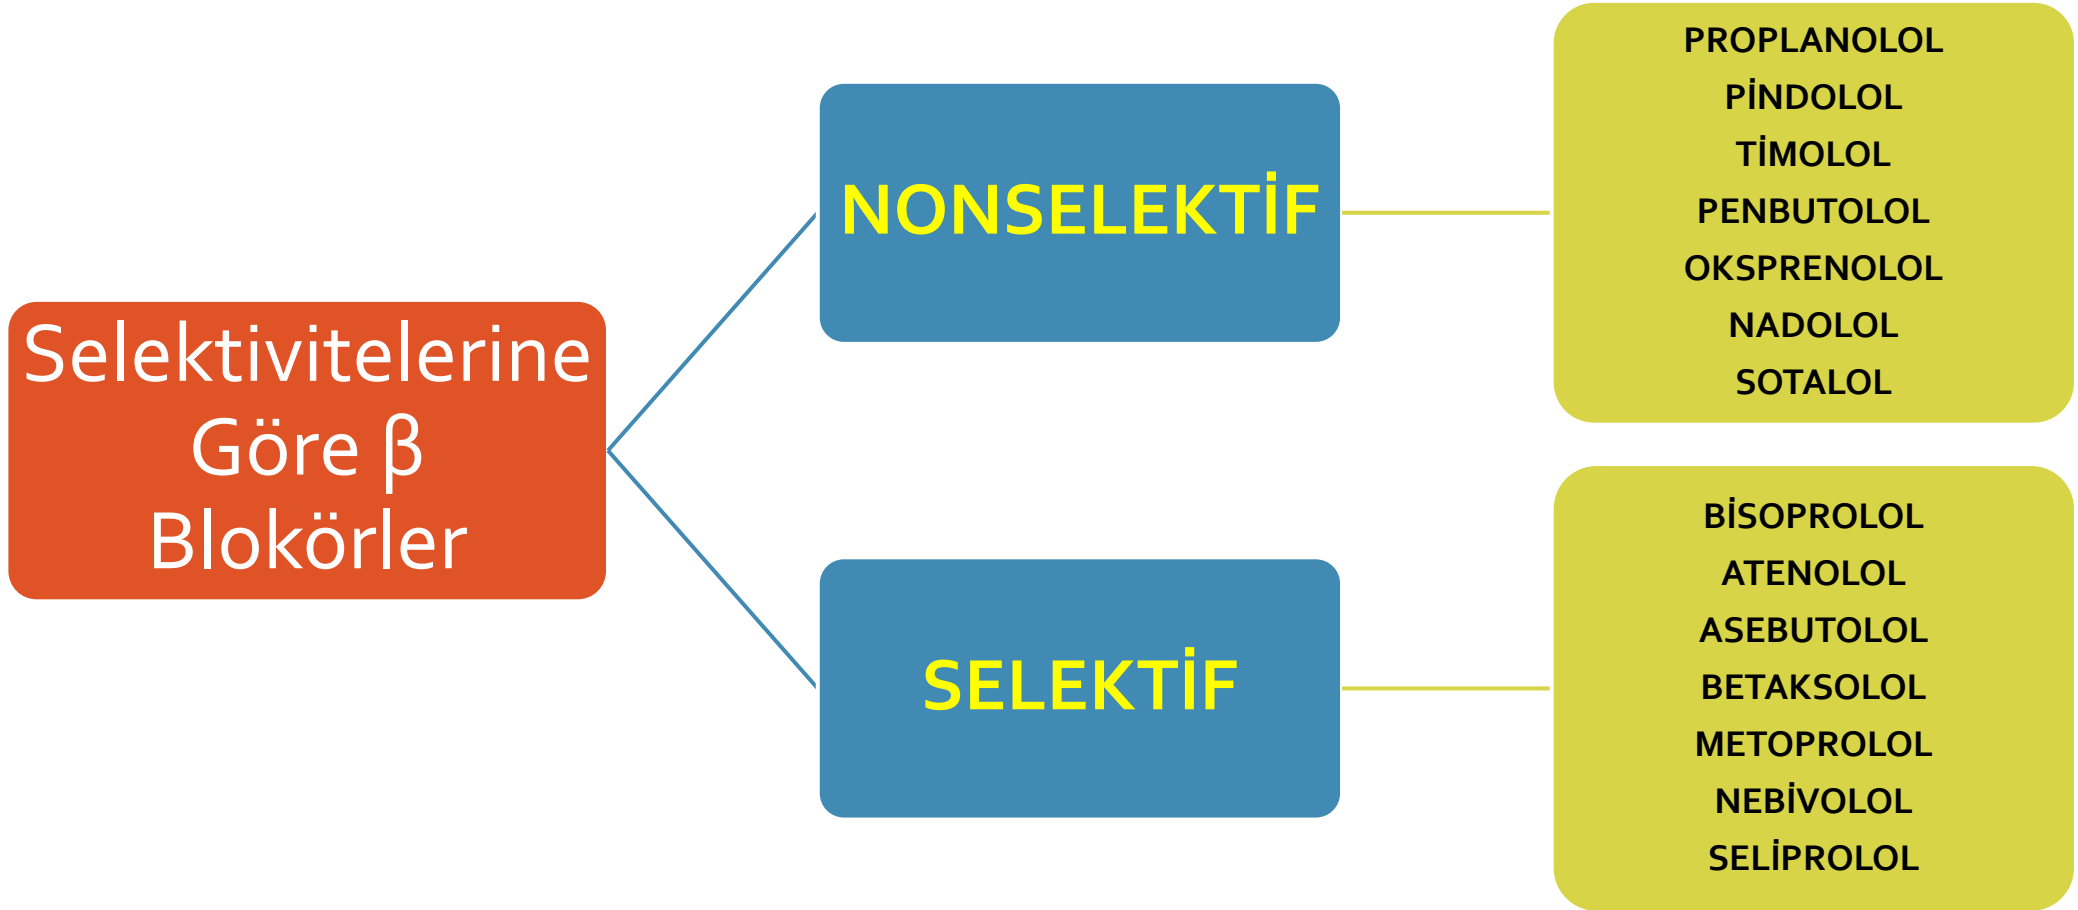 Selektivitelerine
Göre β
Blokörler
NONSELEKTİF
PROPLANOLOL
PİNDOLOL
TİMOLOL
PENBUTOLOL
OKSPRENOLOL
NADOLOL
SOTALOL
SELEKTİF
BİSOPROLOL
ATENOLOL
ASEBUTOLOL
BETAKSOLOL
METOPROLOL
NEBİVOLOL
SELİPROLOL